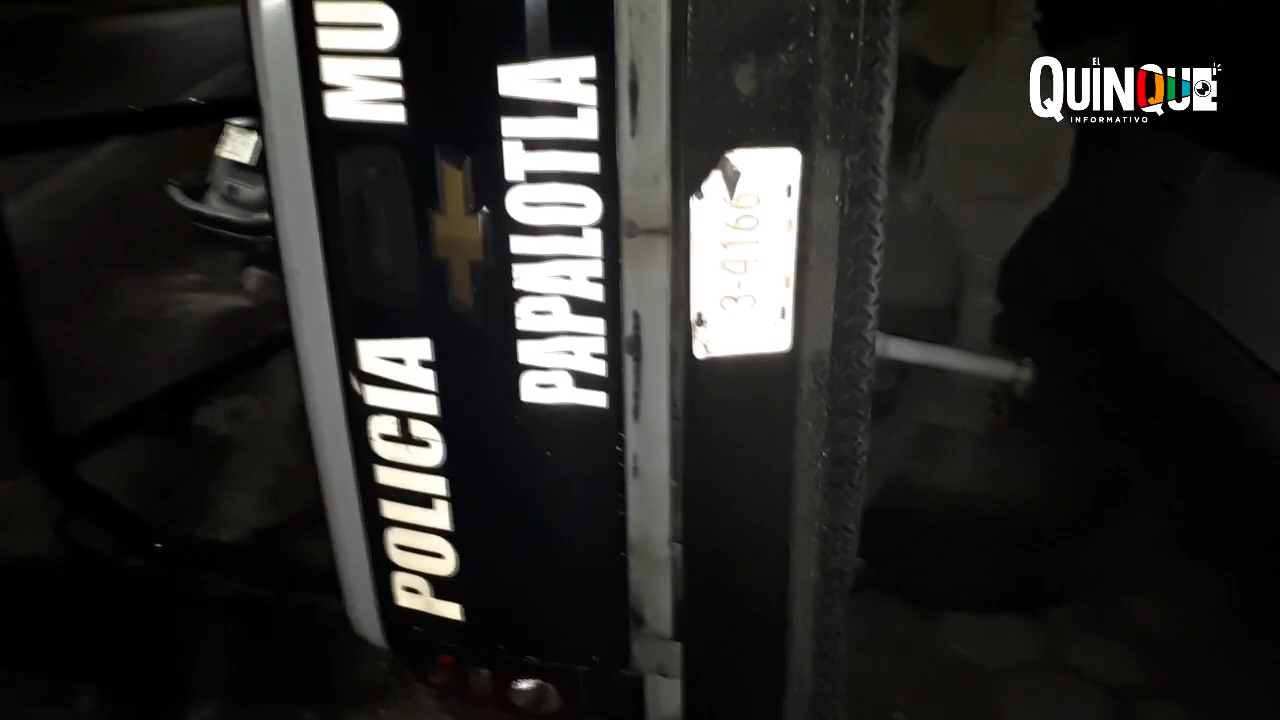 POLICÍA MU
PAPALOTLA
3-4166
EL
QUINQUE
INFORMATIVO